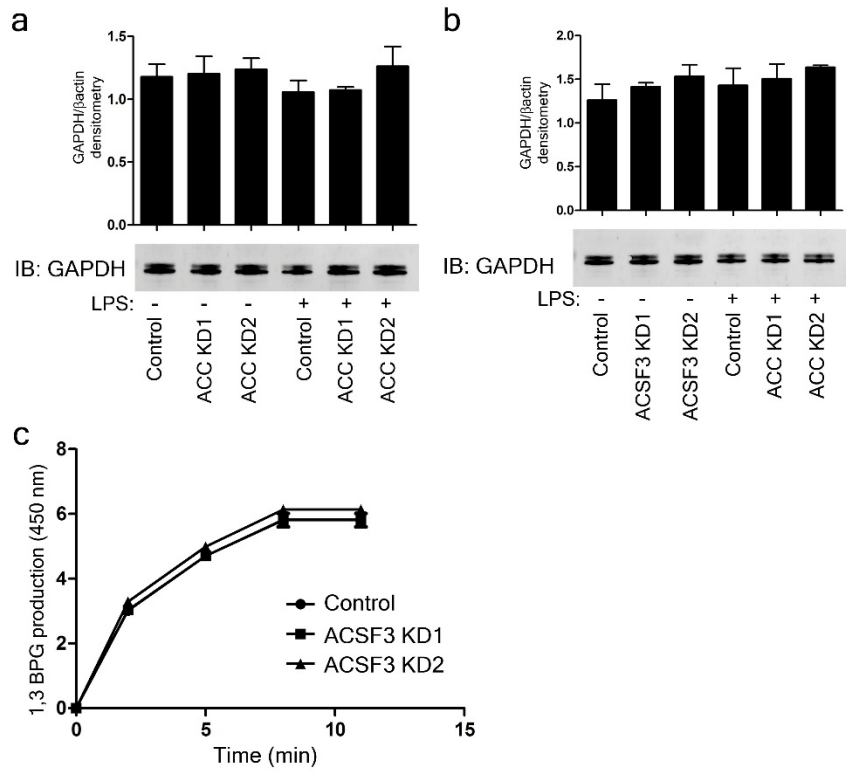 a
GAPDH/βactin
densitometry
1.5
1.0
0.5
0.0
IB: GAPDH
LPS: - - - + + +
Control
ACC KD1
ACC KD2
Control
ACC KD1
ACC KD2
b
GAPDH/βactin
densitometry
2.0
1.5
1.0
0.5
0.0
IB: GAPDH
LPS: - - - + + +
Control
ACSF3 KD1
ACSF3 KD2
Control
ACC KD1
ACC KD2
c
1,3 BPG production (450 nm)
8
6
4
2
0
0 5 10 15
Time (min)
Control
ACSF3 KD1
ACSF3 KD2